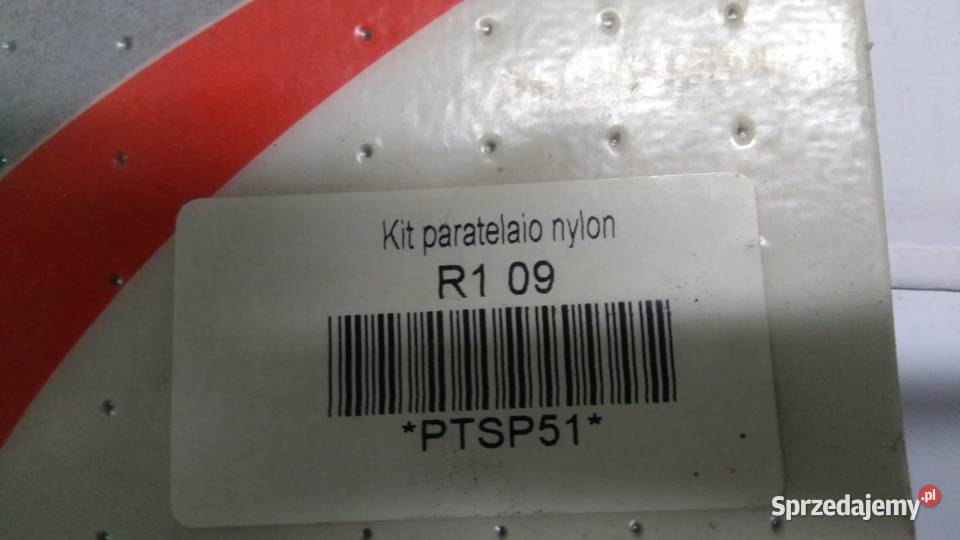 Kit paratelaio nylon
R1 09
*PTSP51*
Sprzedajemy.pl